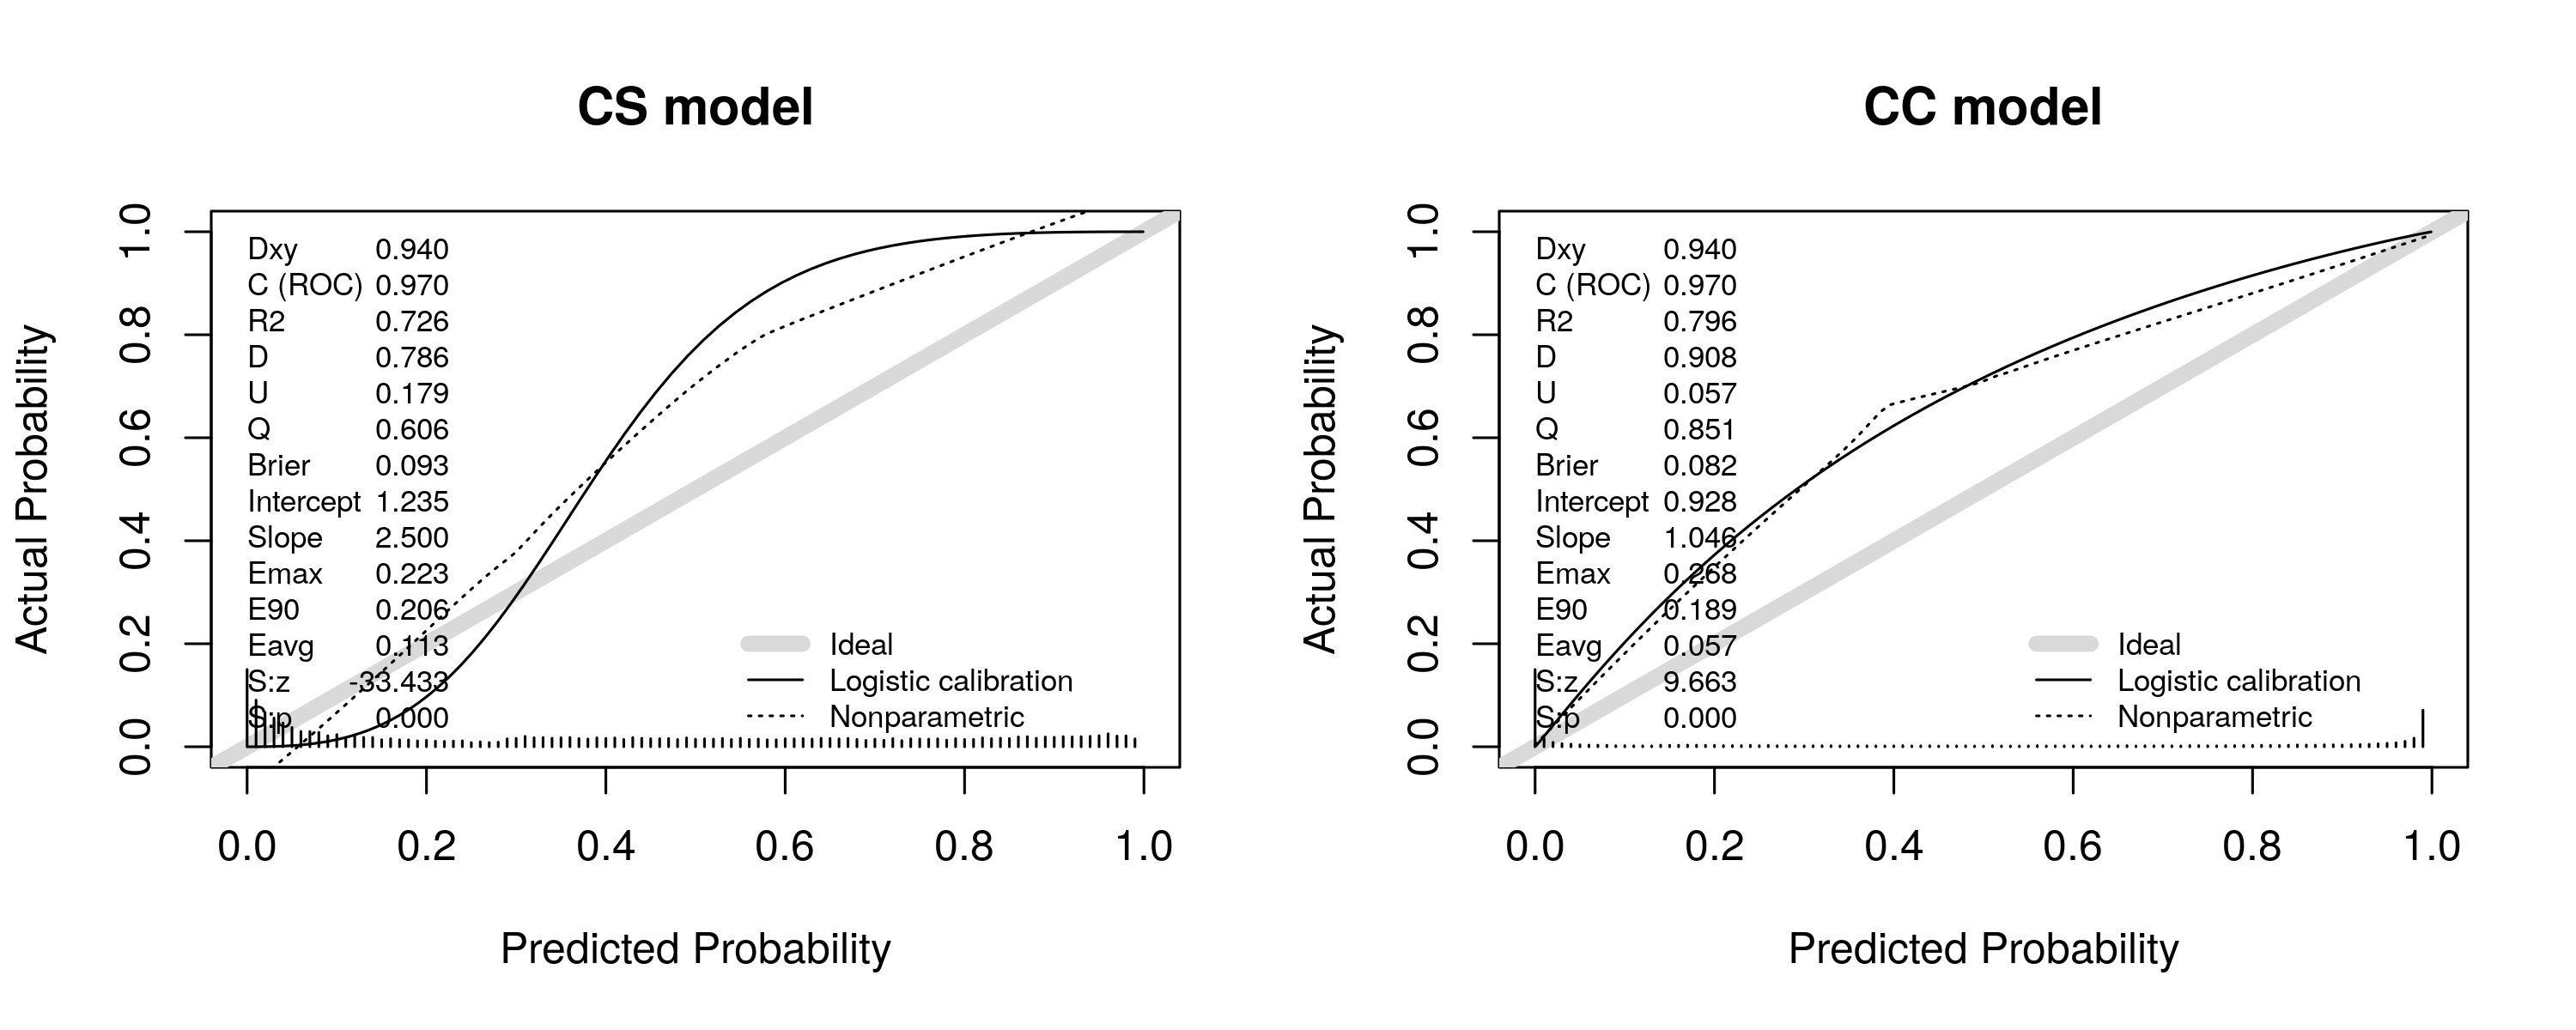 CS model
1.0
0.8
0.6
0.4
0.2
0.0
Actual Probability
Dxy 0.940
C (ROC) 0.970
R2 0.726
D 0.786
U 0.179
Q 0.606
Brier 0.093
Intercept 1.235
Slope 2.500
Emax 0.223
E90 0.206
Eavg 0.113
S:z -33.433
S:p 0.000
Ideal
Logistic calibration
Nonparametric
0.0 0.2 0.4 0.6 0.8 1.0
Predicted Probability
CC model
1.0
0.8
0.6
0.4
0.2
0.0
Actual Probability
Dxy 0.940
C (ROC) 0.970
R2 0.796
D 0.908
U 0.057
Q 0.851
Brier 0.082
Intercept 0.928
Slope 1.046
Emax 0.268
E90 0.189
Eavg 0.057
S:z 9.663
S:p 0.000
Ideal
Logistic calibration
Nonparametric
0.0 0.2 0.4 0.6 0.8 1.0
Predicted Probability